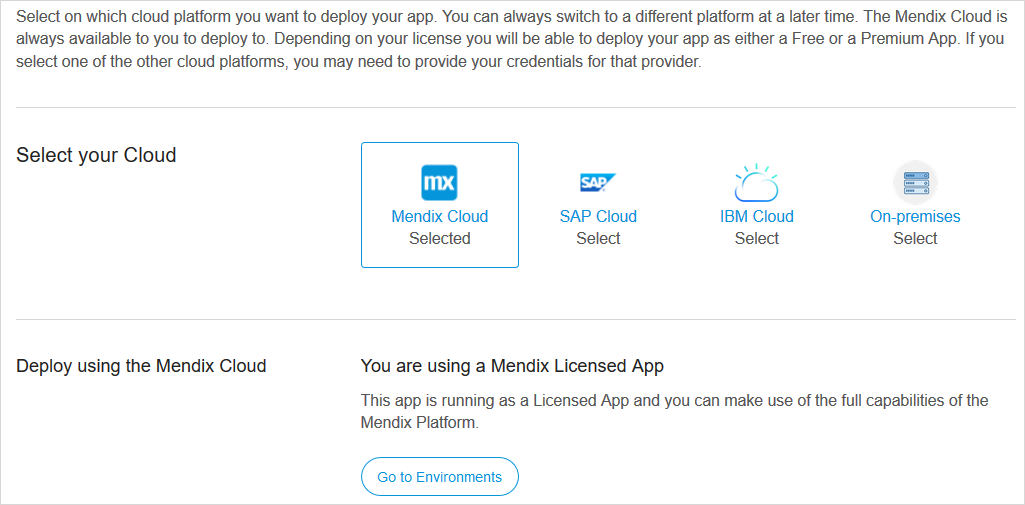 Select on which cloud platform you want to deploy your app. You can always switch to a different platform at a later time. The Mendix Cloud is
always available to you to deploy to. Depending on your license you will be able to deploy your app as either a Free or a Premium App. If you
select one of the other cloud platforms, you may need to provide your credentials for that provider.
Select your Cloud
mx
SAP
Mendix Cloud
SAP Cloud
IBM Cloud
On-premises
Selected
Select
Select
Select
Deploy using the Mendix Cloud
You are using a Mendix Licensed App
This app is running as a Licensed App and you can make use of the full capabilities of the
Mendix Platform.
Go to Environments